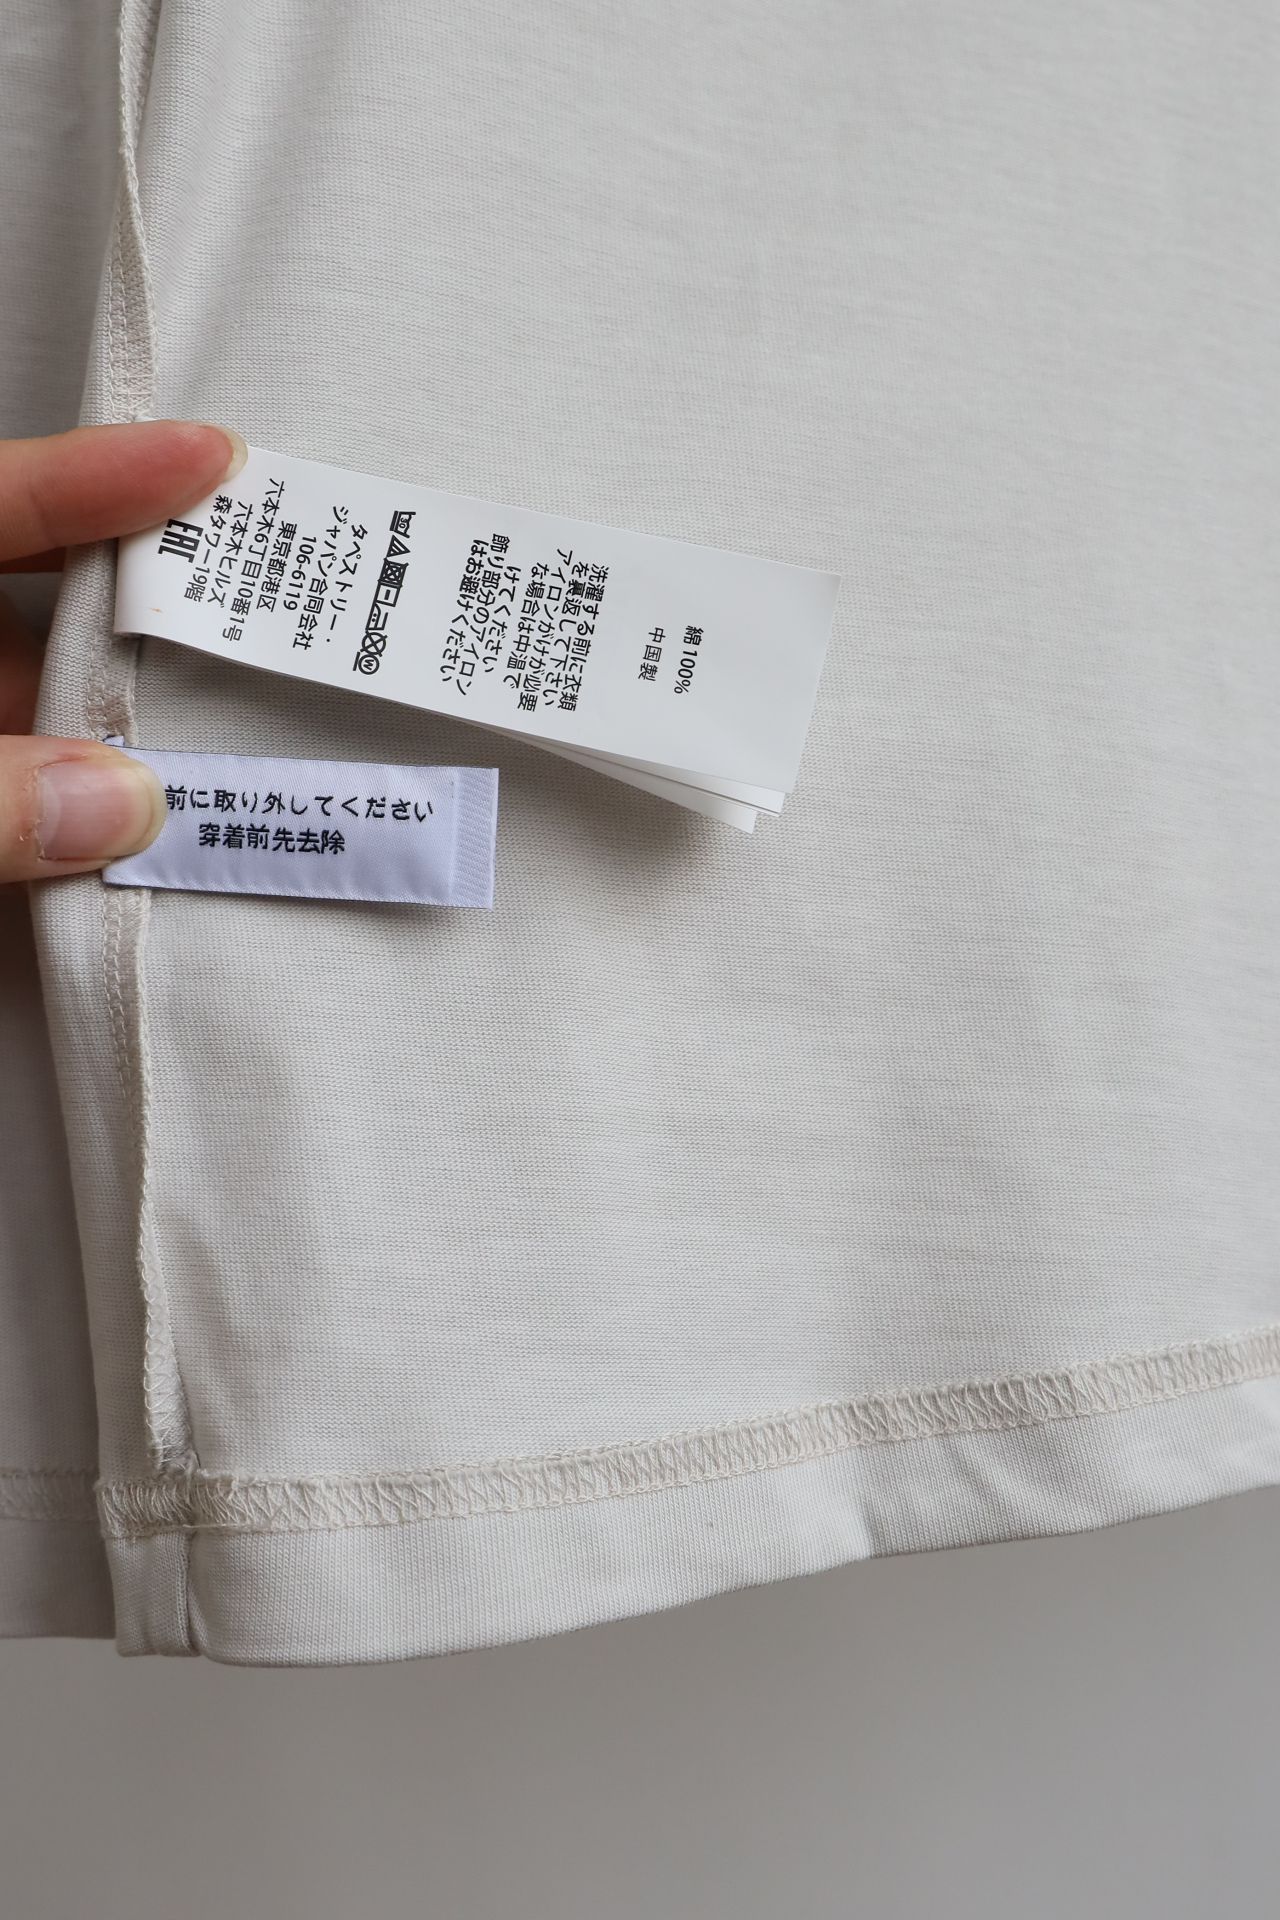 綿 100%
中国製
洗濯する前に衣類
を裏返して下さい
アイロンがけが必要
な場合は中温で
けてください
飾り部分のアイロン
はお避けください
30
W
タペストリー・
ジャパン合同会社
106-6119
東京都港区
六本木6丁目10番1号
六本木ヒルズ
森タワー19階
EAC
前に取り外してください
穿着前先去除